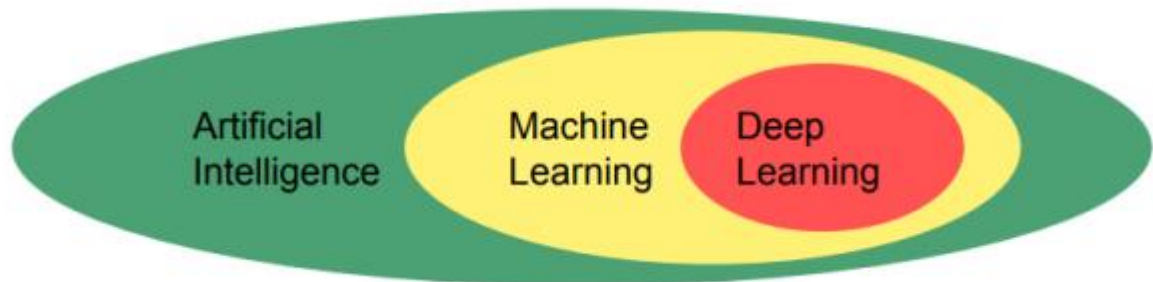 Artificial
Intelligence
Machine
Learning
Deep
Learning